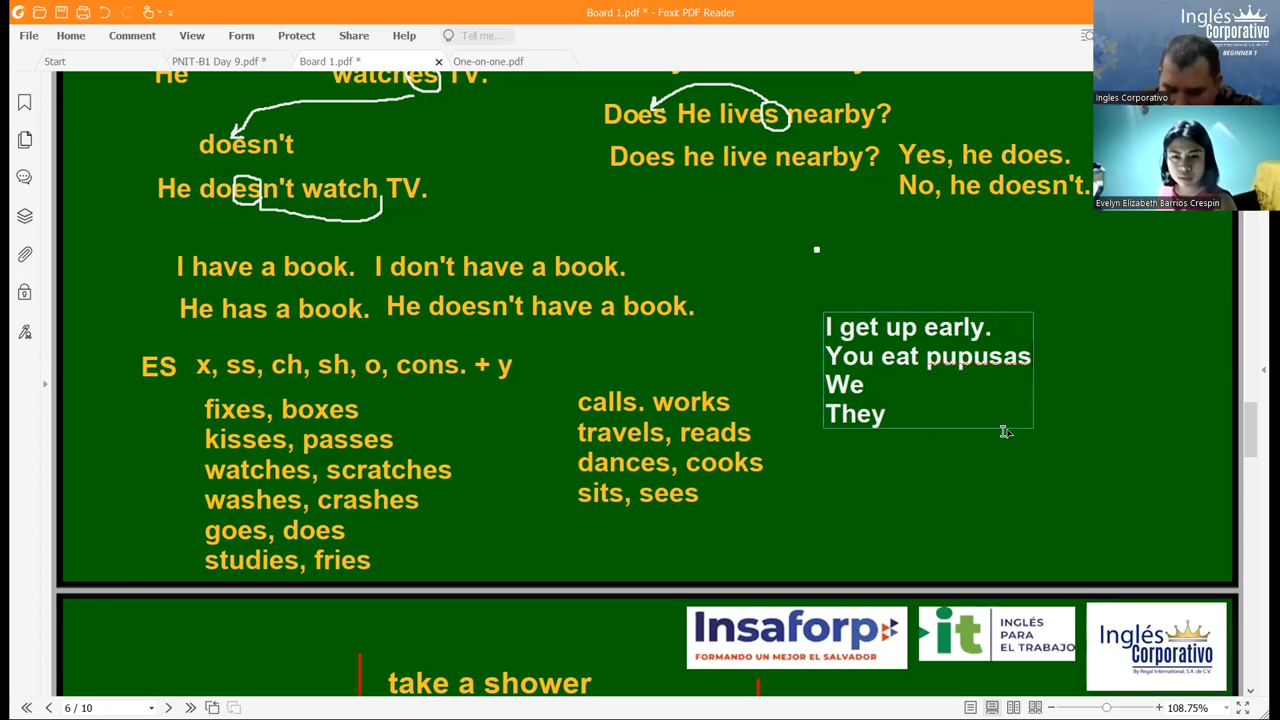 Board 1.pdf * - Foxit PDF Reader
File Home Comment View Form Protect Share Help Tell me...
Start PNIT-B1 Day 9.pdf * Board 1.pdf * One-on-one.pdf
Inglés
Corporativo
BEGINNER 1
Ingles Corporativo
Evelyn Elizabeth Barrios Crespin
He watches TV.
doesn't
He doesn't watch TV.
Does He lives nearby?
Does he live nearby? Yes, he does.
No, he doesn't.
I have a book. I don't have a book.
He has a book. He doesn't have a book.
ES x, ss, ch, sh, o, cons. + y
fixes, boxes
kisses, passes
watches, scratches
washes, crashes
goes, does
studies, fries
calls. works
travels, reads
dances, cooks
sits, sees
I get up early.
You eat pupusas
We
They
Insaforp
FORMANDO UN MEJOR EL SALVADOR
it INGLÉS
PARA
EL TRABAJO
Inglés
Corporativo
By Regal International, S.A. de C.V.
take a shower
6 / 10
108.75%